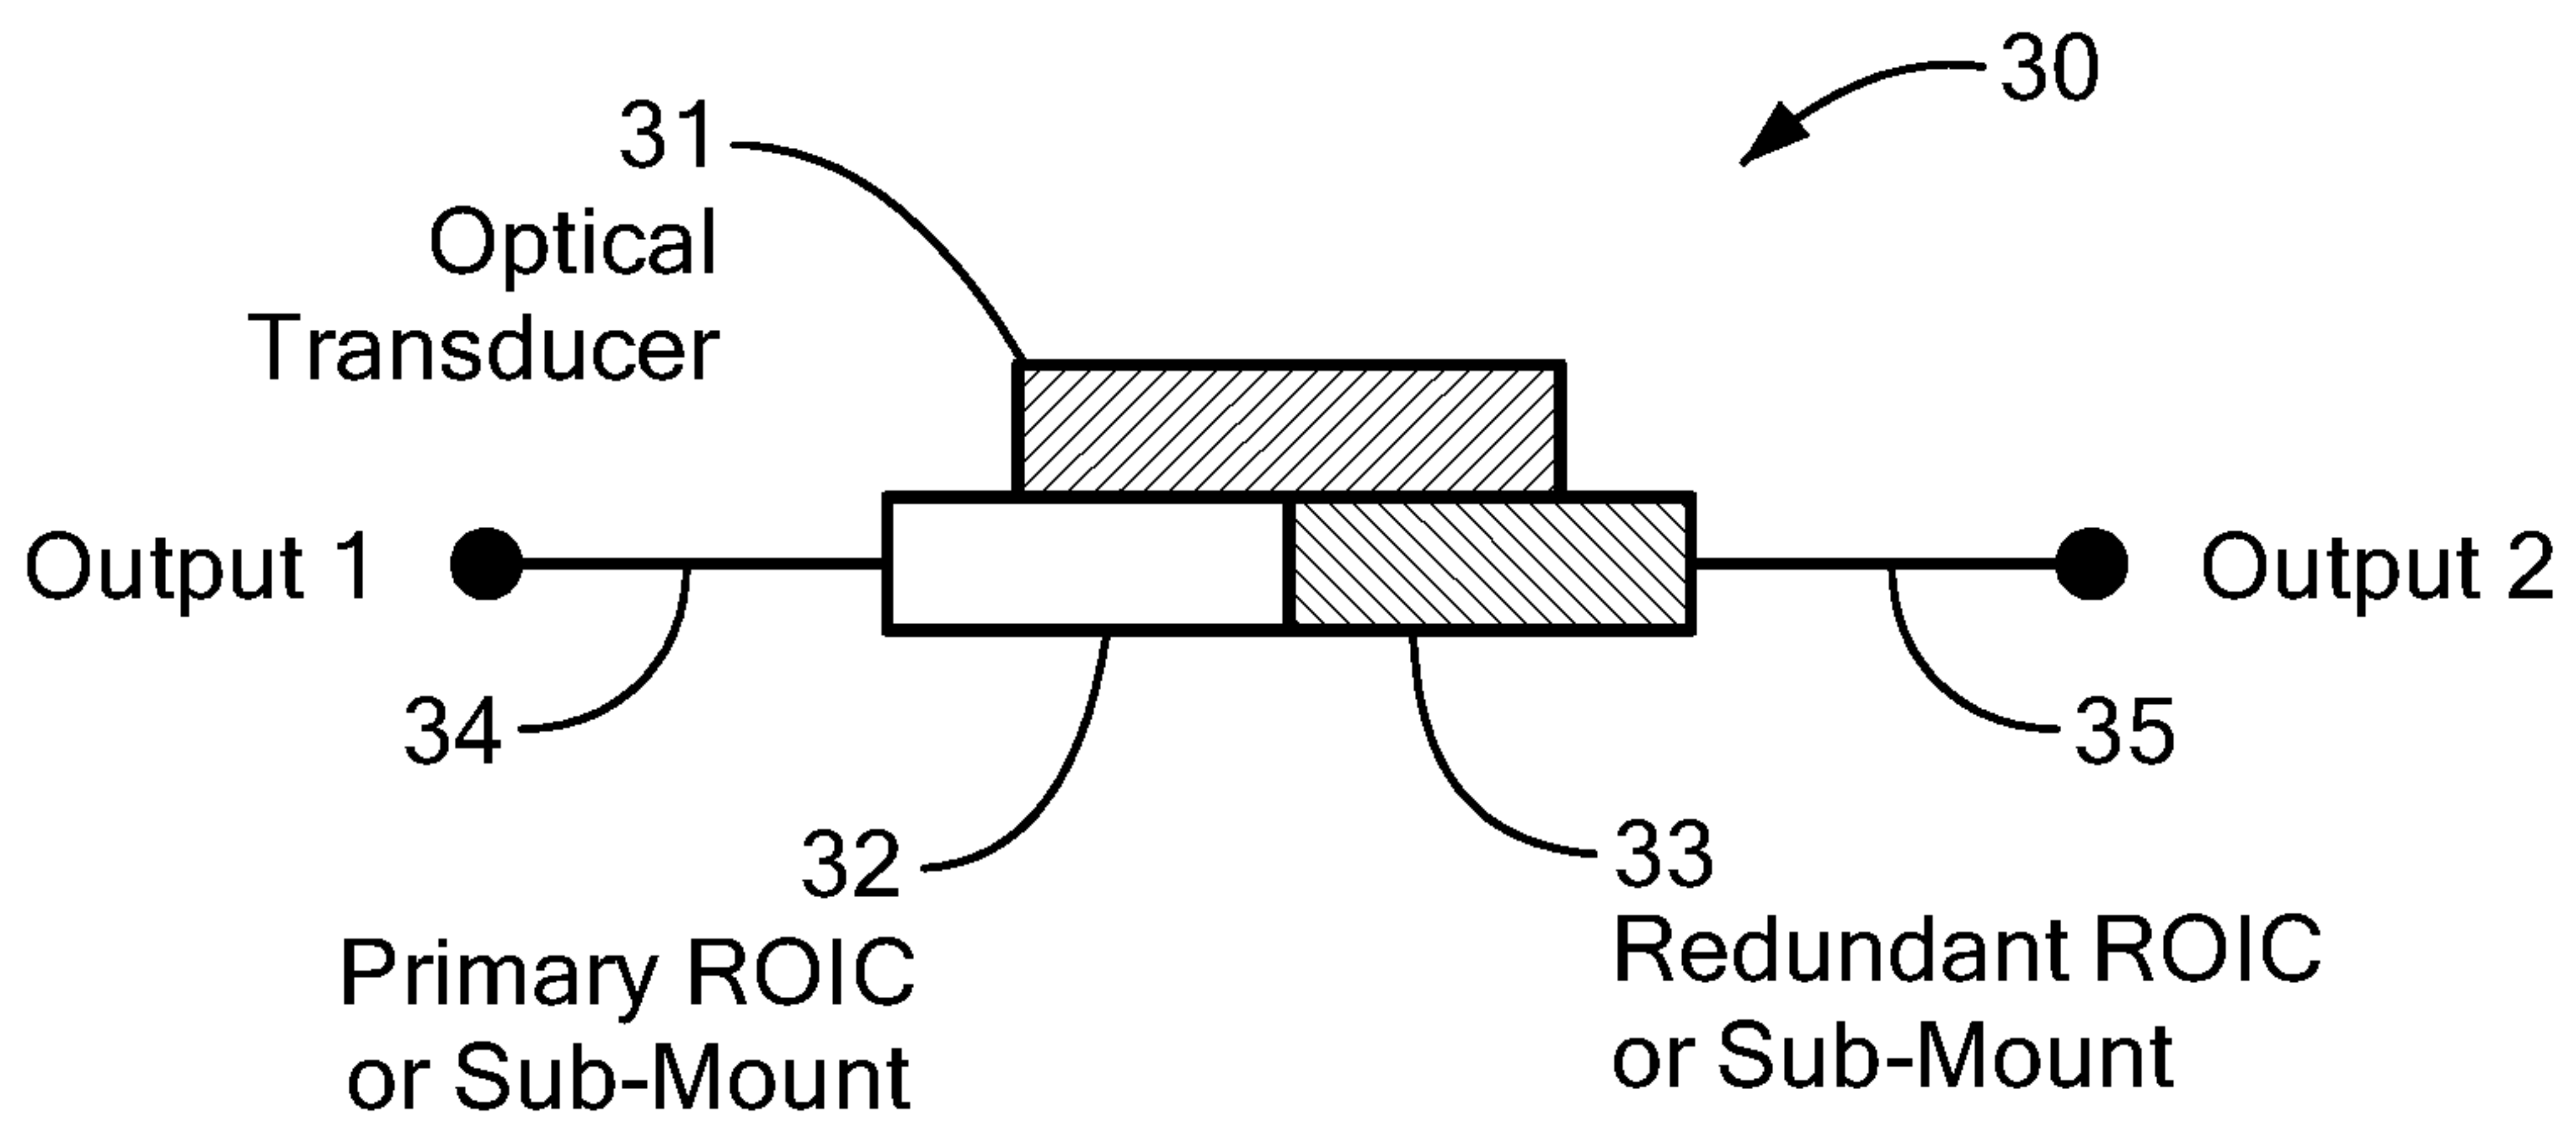 30
31
Optical
Transducer
Output 1
Output 2
34
35
32
Primary ROIC
or Sub-Mount
33
Redundant ROIC
or Sub-Mount